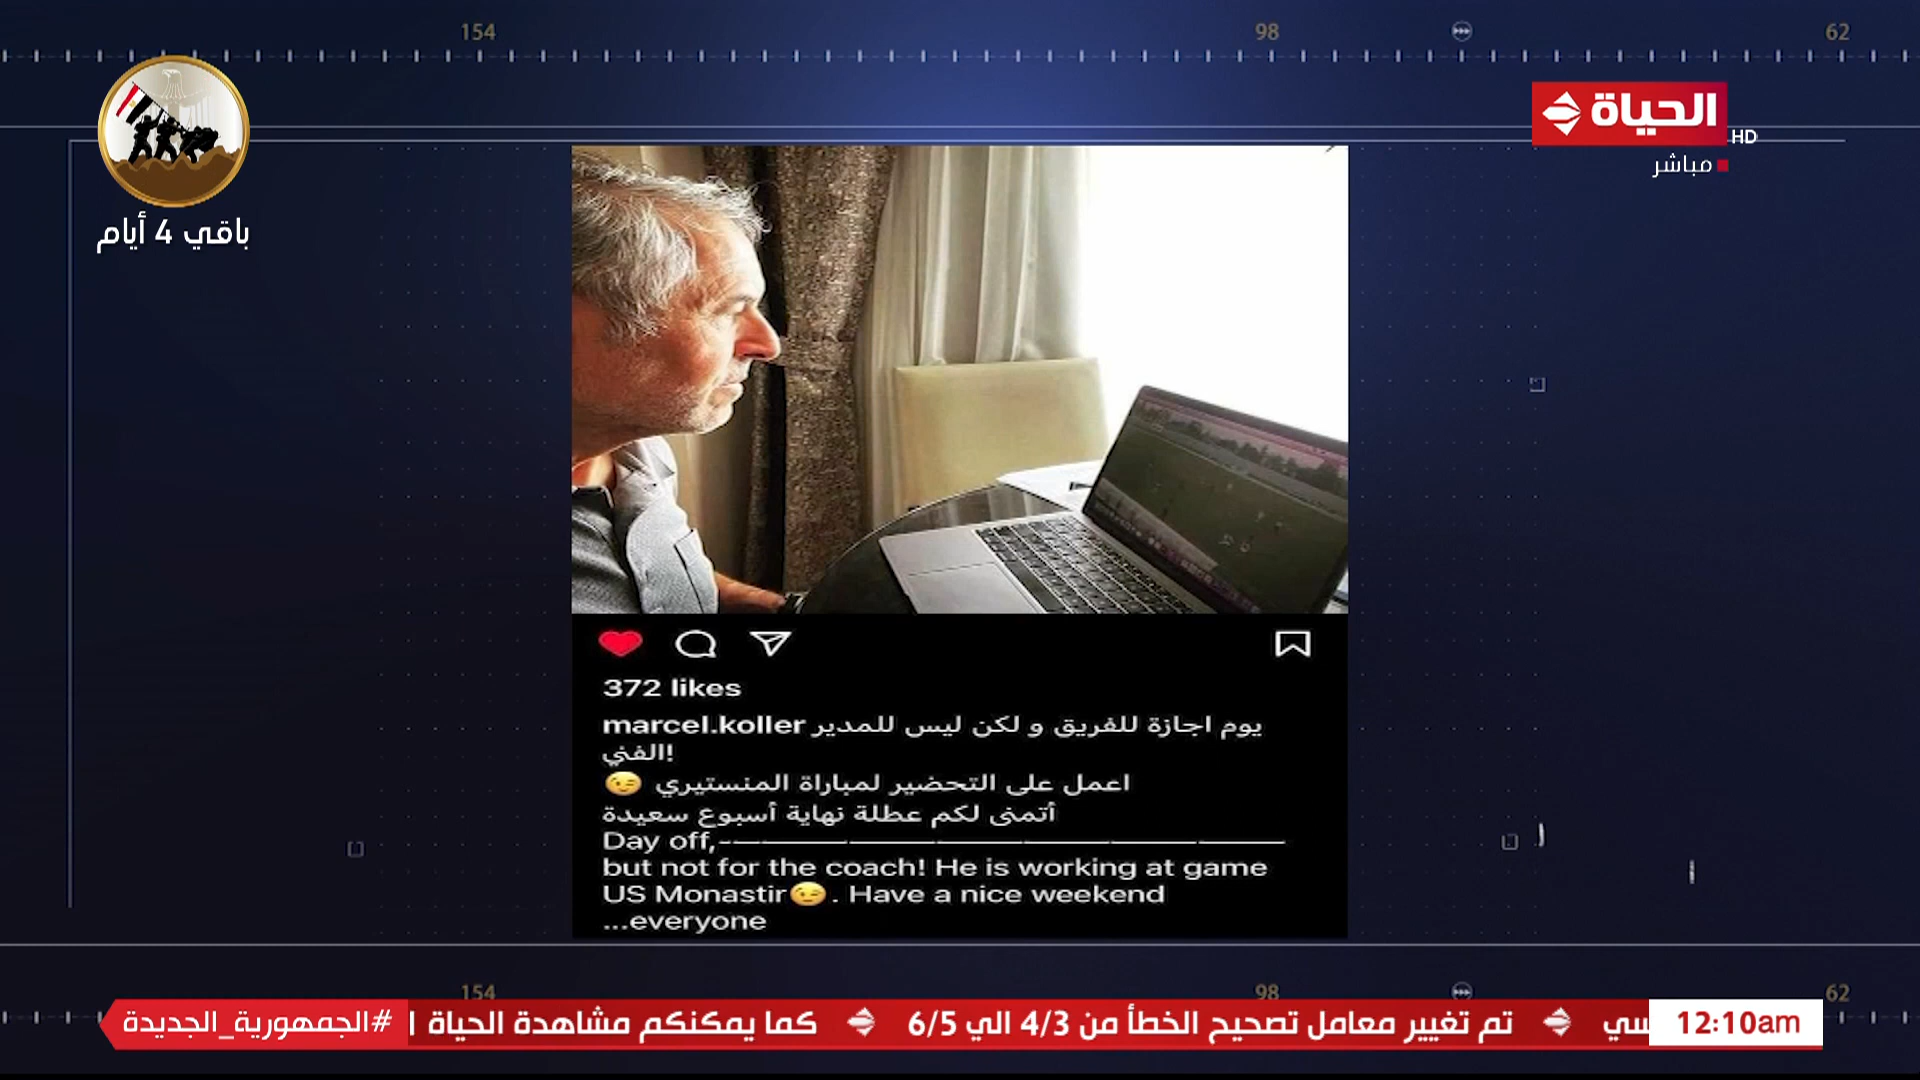 154
98
62
الحياة
HD
مباشر
باقي 4 أيام
372 likes
marcel.koller يوم اجازة للفريق و لكن ليس للمدير
الفني!
اعمل على التحضير لمباراة المنستيري 😉
أتمنى لكم عطلة نهاية أسبوع سعيدة
Day off,-————————————
but not for the coach! He is working at game
US Monastir😉. Have a nice weekend
...everyone
154
98
62
#الجمهورية_الجديدة
تم تغيير معامل تصحيح الخطأ من 4/3 الي 6/5
كما يمكنكم مشاهدة الحياة
12:10am